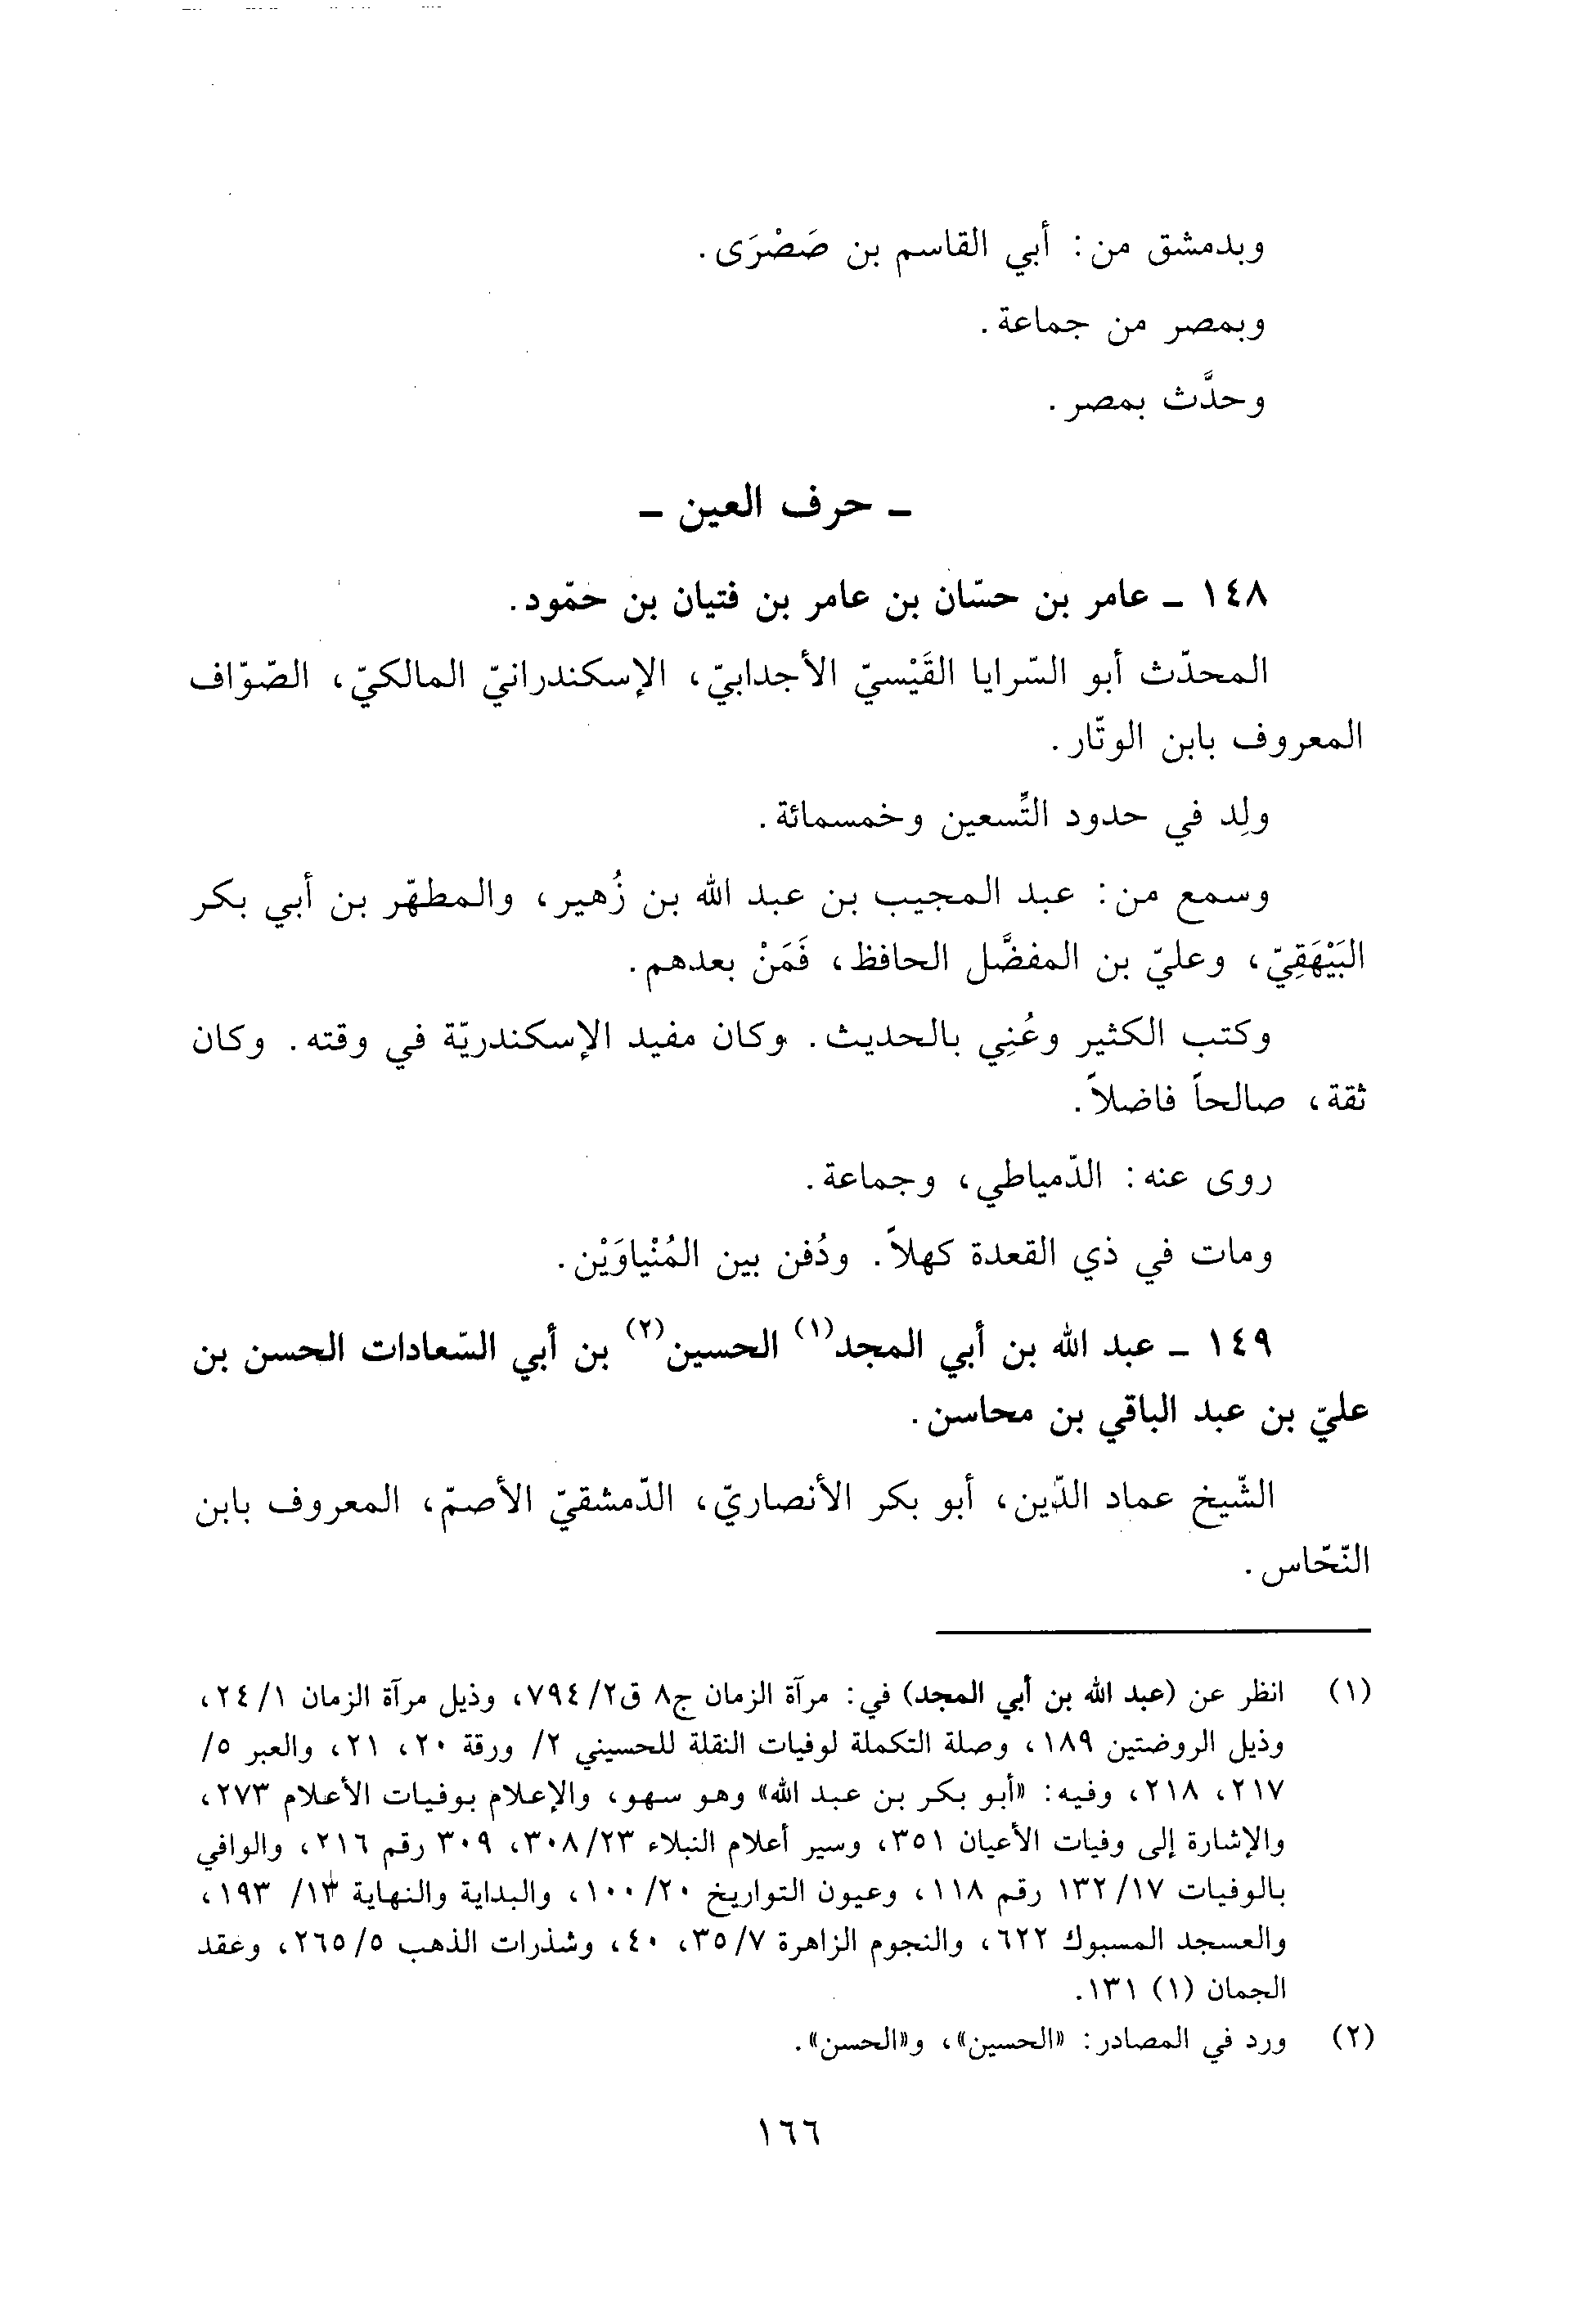 وبدمشق من: أبي القاسم بن صَصْرَى.
وبمصر من جماعة.
وحدَّث بمصر.
ـ حرف العين ـ
١٤٨ ـ عامر بن حسّان بن عامر بن فتيان بن حمّود.
المحدّث أبو السّرايا القَيْسيّ الأجدابيّ، الإسكندرانيّ المالكيّ، الصّوّاف
المعروف بابن الوتّار.
ولِد في حدود التِّسعين وخمسمائة.
وسمع من: عبد المجيب بن عبد الله بن زُهير، والمطهّر بن أبي بكر
البَيْهَقِيّ، وعليّ بن المفضَّل الحافظ، فَمَنْ بعدهم.
وكتب الكثير وعُنِي بالحديث. وكان مفيد الإسكندريّة في وقته. وكان
ثقة، صالحاً فاضلاً.
روى عنه: الدّمياطي، وجماعة.
ومات في ذي القعدة كهلاً. ودُفن بين المُنْياوَيْن.
١٤٩ ـ عبد الله بن أبي المجد(١) الحسين(٢) بن أبي السّعادات الحسن بن
عليّ بن عبد الباقي بن محاسن.
الشّيخ عماد الدّين، أبو بكر الأنصاريّ، الدّمشقيّ الأصمّ، المعروف بابن
النّحّاس.
(١) انظر عن (عبد الله بن أبي المجد) في: مرآة الزمان ج٨ ق٢/ ٧٩٤، وذيل مرآة الزمان ١/ ٢٤،
وذيل الروضتين ١٨٩، وصلة التكملة لوفيات النقلة للحسيني ٢/ ورقة ٢٠، ٢١، والعبر ٥/
٢١٧، ٢١٨، وفيه: «أبو بكر بن عبد الله» وهو سهو، والإعلام بوفيات الأعلام ٢٧٣،
والإشارة إلى وفيات الأعيان ٣٥١، وسير أعلام النبلاء ٢٣/ ٣٠٨، ٣٠٩ رقم ٢١٦، والوافي
بالوفيات ١٧/ ١٣٢ رقم ١١٨، وعيون التواريخ ٢٠/ ١٠٠، والبداية والنهاية ١٣/ ١٩٣،
والعسجد المسبوك ٦٢٢، والنجوم الزاهرة ٧/ ٣٥، ٤٠، وشذرات الذهب ٥/ ٢٦٥، وعقد
الجمان (١) ١٣١.
(٢) ورد في المصادر: «الحسين»، و«الحسن».
١٦٦